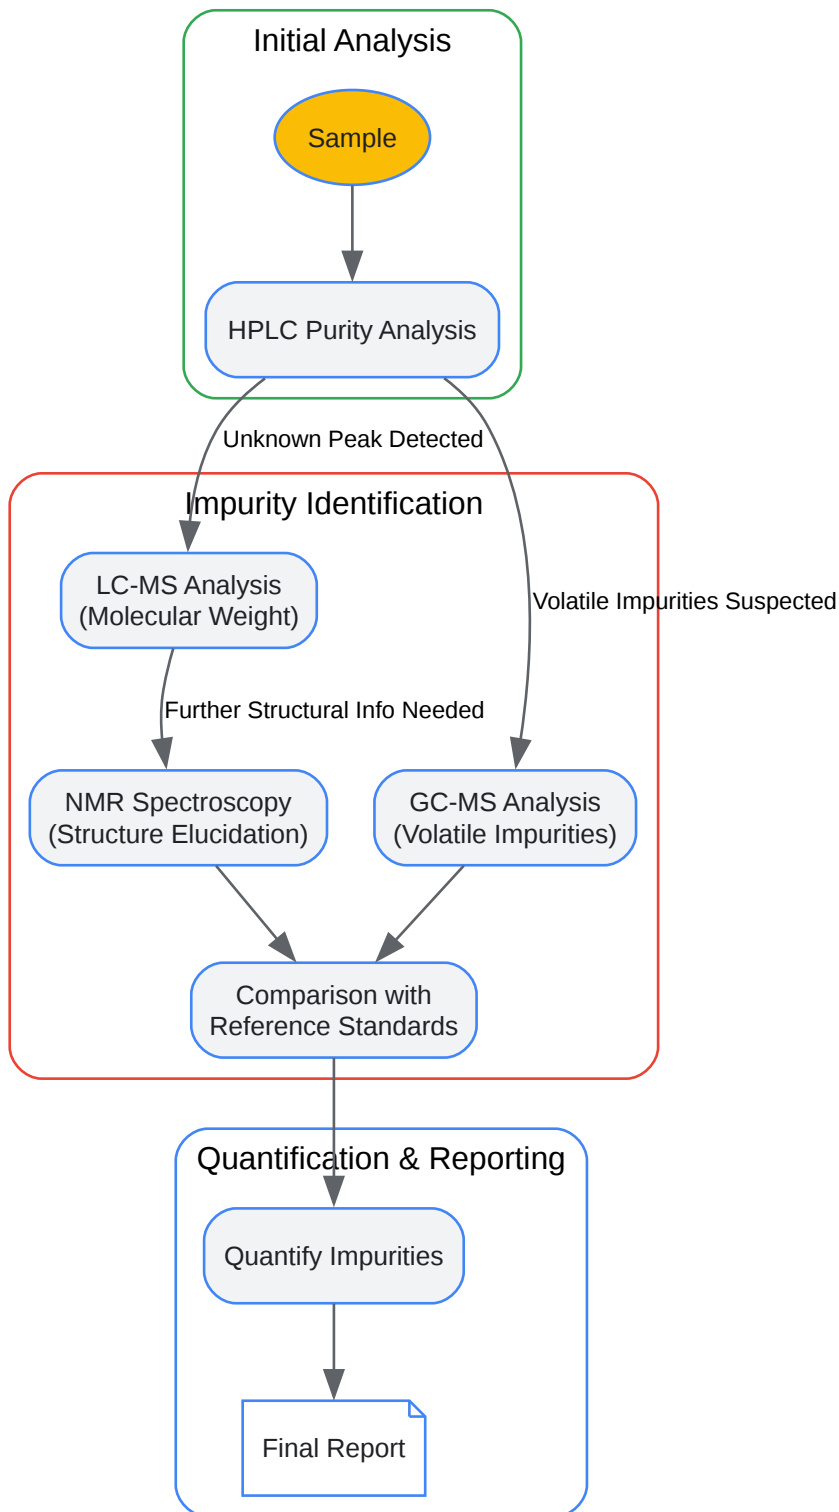 Initial Analysis
Sample
HPLC Purity Analysis
Unknown Peak Detected
Impurity Identification
LC-MS Analysis
(Molecular Weight)
Volatile Impurities Suspected
Further Structural Info Needed
NMR Spectroscopy
(Structure Elucidation)
GC-MS Analysis
(Volatile Impurities)
Comparison with
Reference Standards
Quantification & Reporting
Quantify Impurities
Final Report